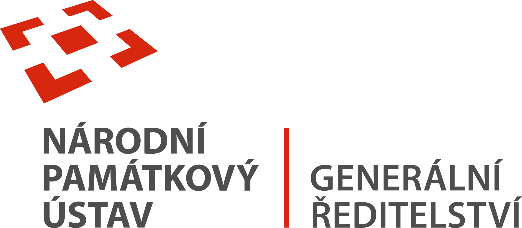 NÁRODNÍ
PAMÁTKOVÝ
ÚSTAV
GENERÁLNÍ
ŘEDITELSTVÍ